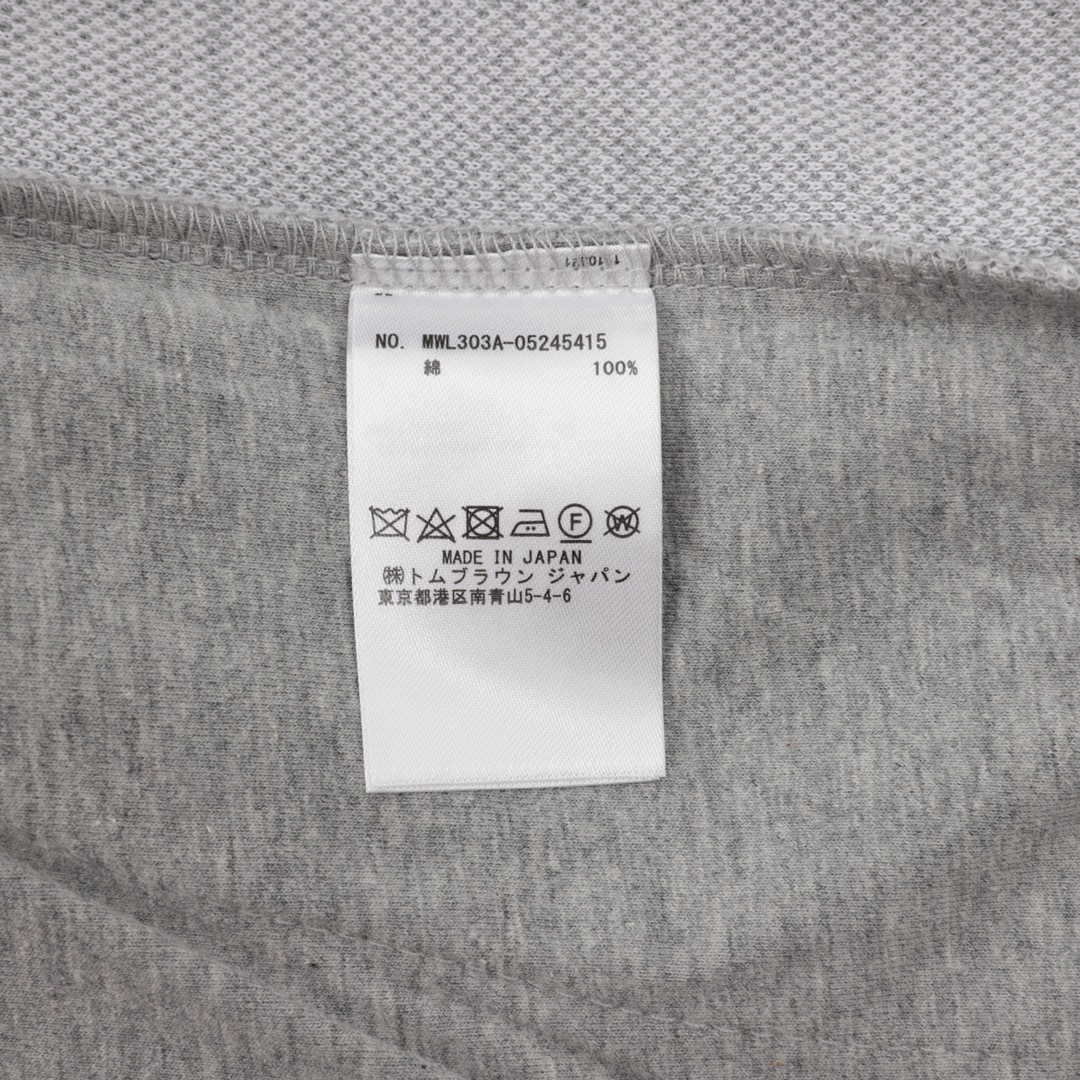 NO. MWL303A-05245415
綿 100%
F W
MADE IN JAPAN
㈱トムブラウン ジャパン
東京都港区南青山5-4-6